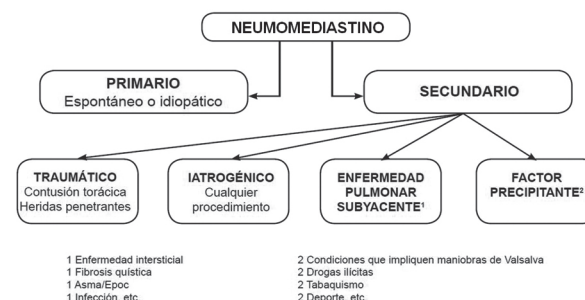 NEUMOMEDIASTINO
PRIMARIO
Espontáneo o idiopático
SECUNDARIO
TRAUMÁTICO
Contusión torácica
Heridas penetrantes
IATROGÉNICO
Cualquier
procedimiento
ENFERMEDAD
PULMONAR
SUBYACENTE¹
FACTOR
PRECIPITANTE²
1 Enfermedad intersticial
1 Fibrosis quística
1 Asma/Epoc
1 Infección, etc.
2 Condiciones que impliquen maniobras de Valsalva
2 Drogas ilícitas
2 Tabaquismo
2 Deporte, etc.